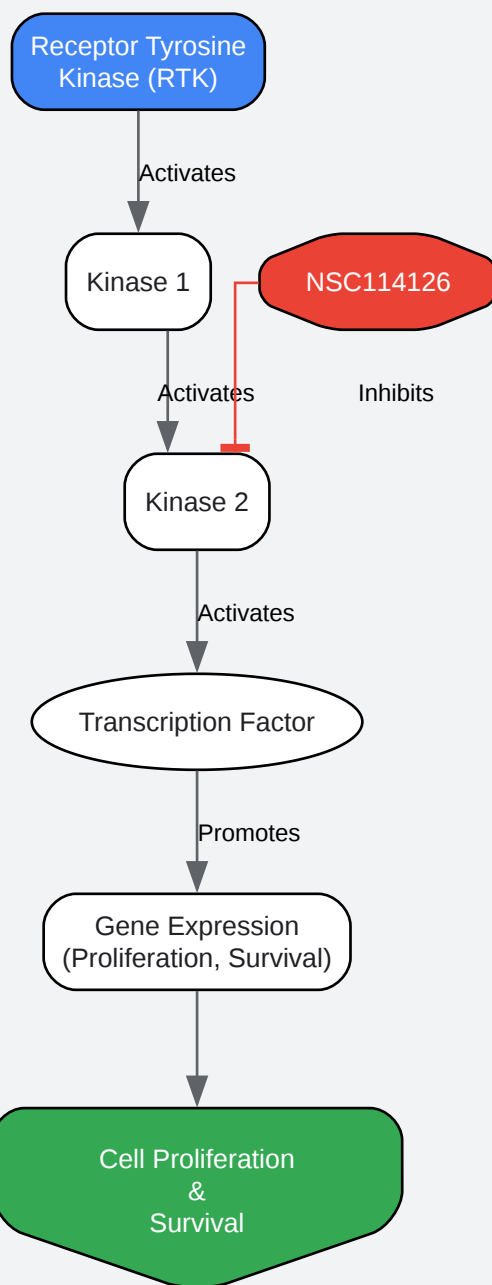 Receptor Tyrosine
Kinase (RTK)
Activates
Kinase 1
NSC114126
Activates
Inhibits
Kinase 2
Activates
Transcription Factor
Promotes
Gene Expression
(Proliferation, Survival)
Cell Proliferation
&
Survival